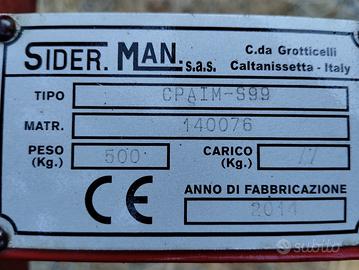 SIDER. MAN. s.a.s.
C.da Grotticelli
Caltanissetta - Italy
TIPO CPAIM-S99
MATR. 140076
PESO (Kg.) 500 CARICO (Kg.) //
CE
ANNO DI FABBRICAZIONE
2014
subito